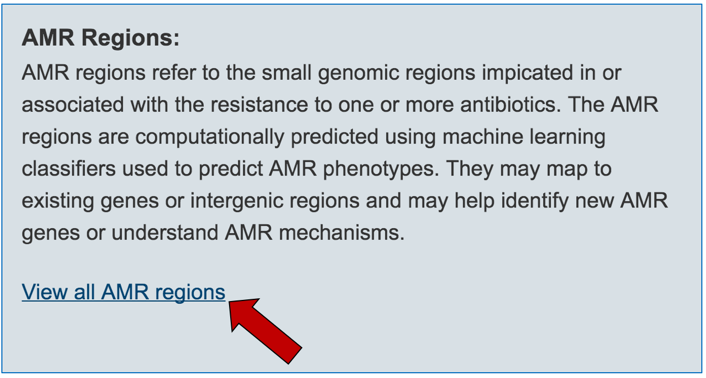 AMR Regions:
AMR regions refer to the small genomic regions impicated in or
associated with the resistance to one or more antibiotics. The AMR
regions are computationally predicted using machine learning
classifiers used to predict AMR phenotypes. They may map to
existing genes or intergenic regions and may help identify new AMR
genes or understand AMR mechanisms.
View all AMR regions